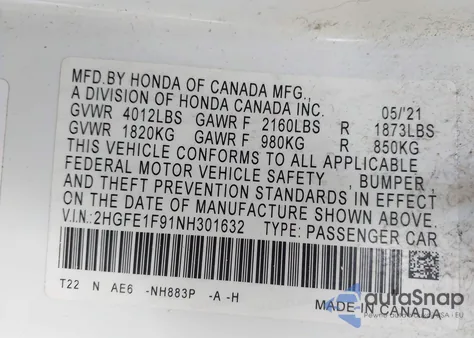 MFD.BY HONDA OF CANADA MFG.,
A DIVISION OF HONDA CANADA INC. 05/'21
GVWR 4012LBS GAWR F 2160LBS R 1873LBS
GVWR 1820KG GAWR F 980KG R 850KG
THIS VEHICLE CONFORMS TO ALL APPLICABLE
FEDERAL MOTOR VEHICLE SAFETY , BUMPER ,
AND THEFT PREVENTION STANDARDS IN EFFECT
ON THE DATE OF MANUFACTURE SHOWN ABOVE.
V.I.N:2HGFE1F91NH301632 TYPE: PASSENGER CAR
T22 N AE6 -NH883P -A -H
MADE IN CANADA
autoSnap